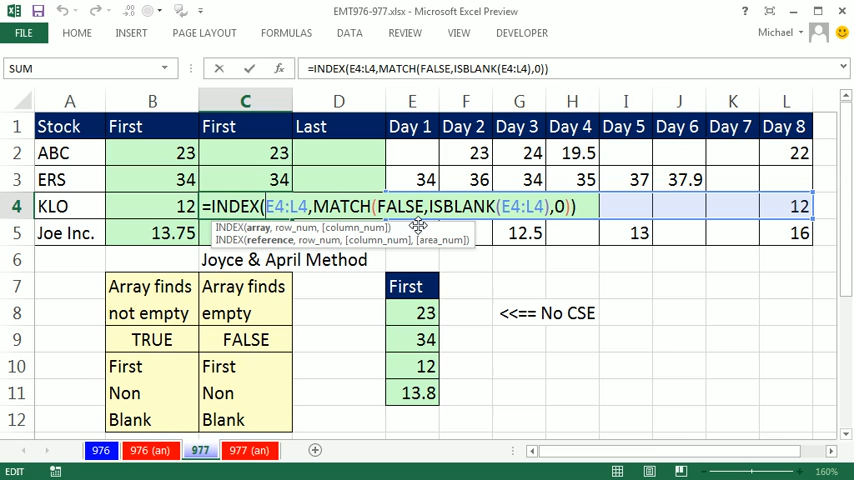 EMT976-977.xlsx - Microsoft Excel Preview
FILE HOME INSERT PAGE LAYOUT FORMULAS DATA REVIEW VIEW DEVELOPER Michael
SUM =INDEX(E4:L4,MATCH(FALSE,ISBLANK(E4:L4),0))
A B C D E F G H I J K L
1 Stock First First Last Day 1 Day 2 Day 3 Day 4 Day 5 Day 6 Day 7 Day 8
2 ABC 23 23 23 24 19.5 22
3 ERS 34 34 34 36 34 35 37 37.9
4 KLO 12 =INDEX(E4:L4,MATCH(FALSE,ISBLANK(E4:L4),0)) 12
INDEX(array, row_num, [column_num])
5 Joe Inc. 13.75 12.5 13 16
INDEX(reference, row_num, [column_num], [area_num])
6 Joyce & April Method
7 Array finds Array finds First
8 not empty empty 23 <<== No CSE
9 TRUE FALSE 34
10 First First 12
11 Non Non 13.8
12 Blank Blank
976 976 (an) 977 977 (an)
EDIT 160%